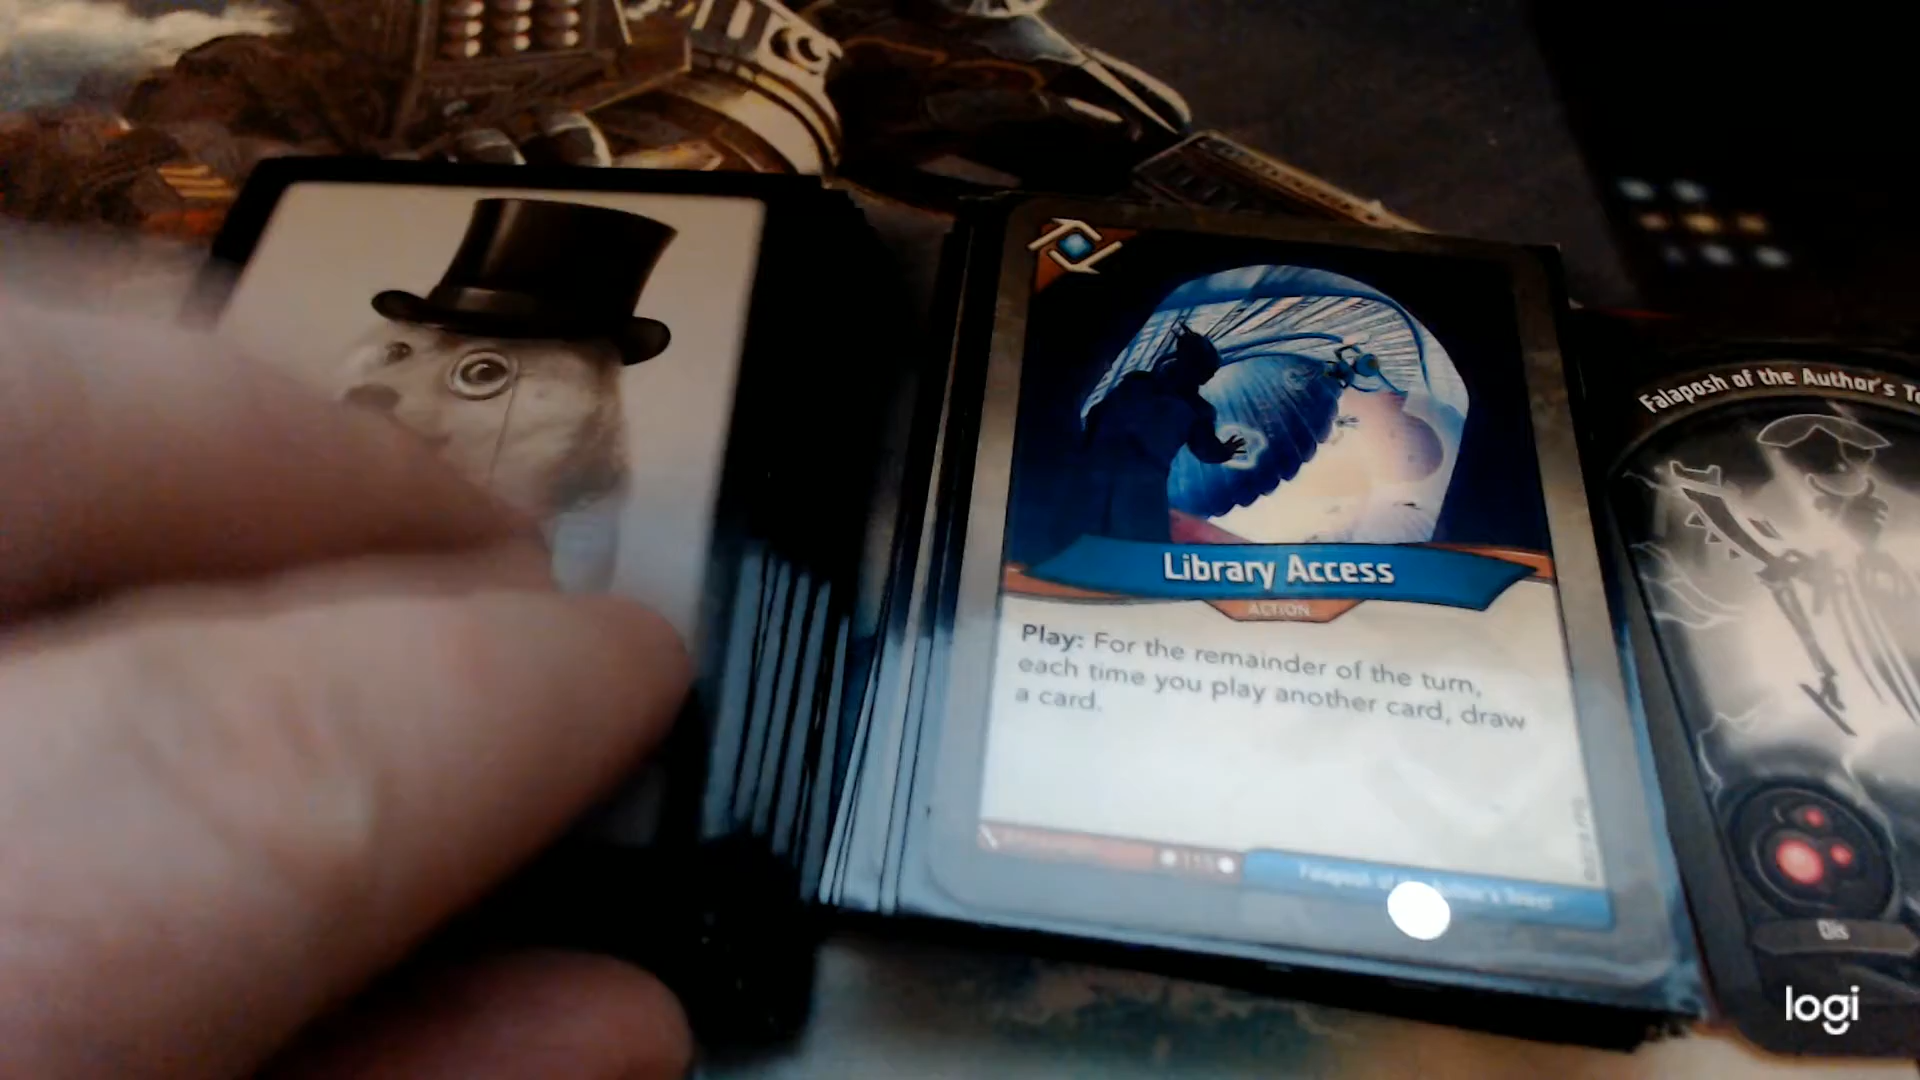 Falaposh of the Author's
Library Access
ACTION
Play: For the remainder of the turn,
each time you play another card, draw
a card.
Dis
logi